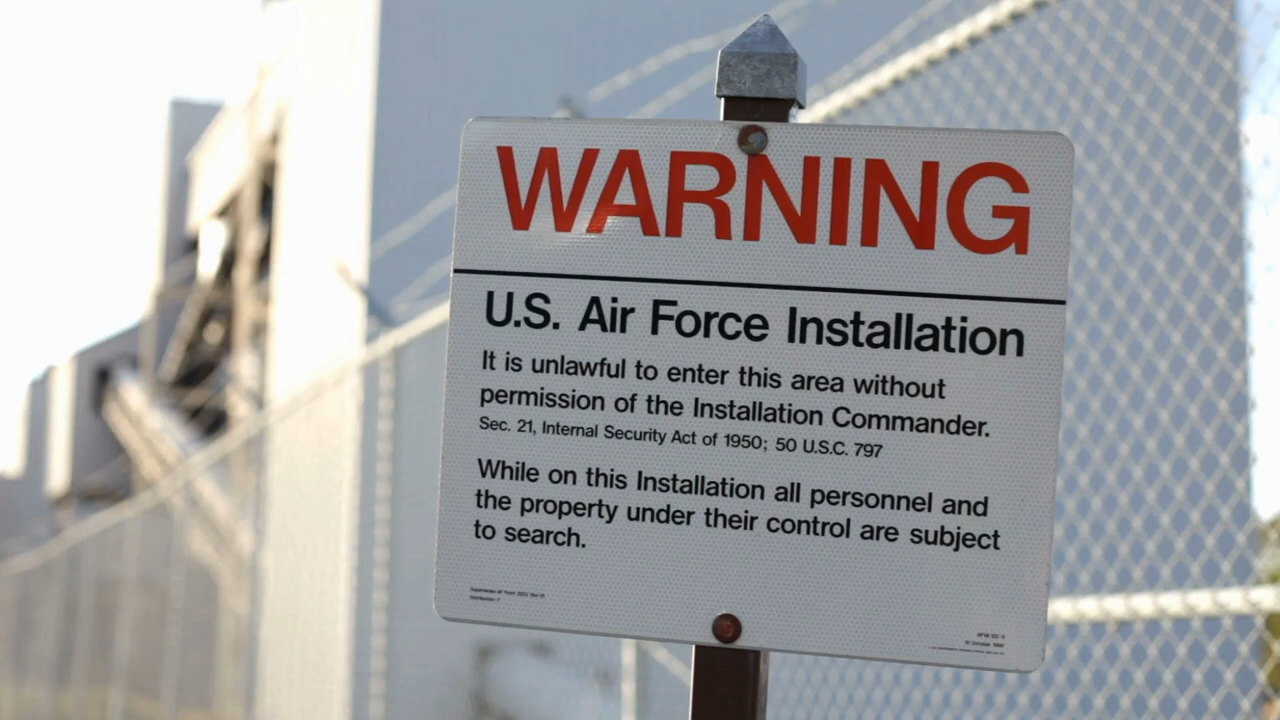 WARNING
U.S. Air Force Installation
It is unlawful to enter this area without
permission of the Installation Commander.
Sec. 21, Internal Security Act of 1950; 50 U.S.C. 797
While on this Installation all personnel and
the property under their control are subject
to search.